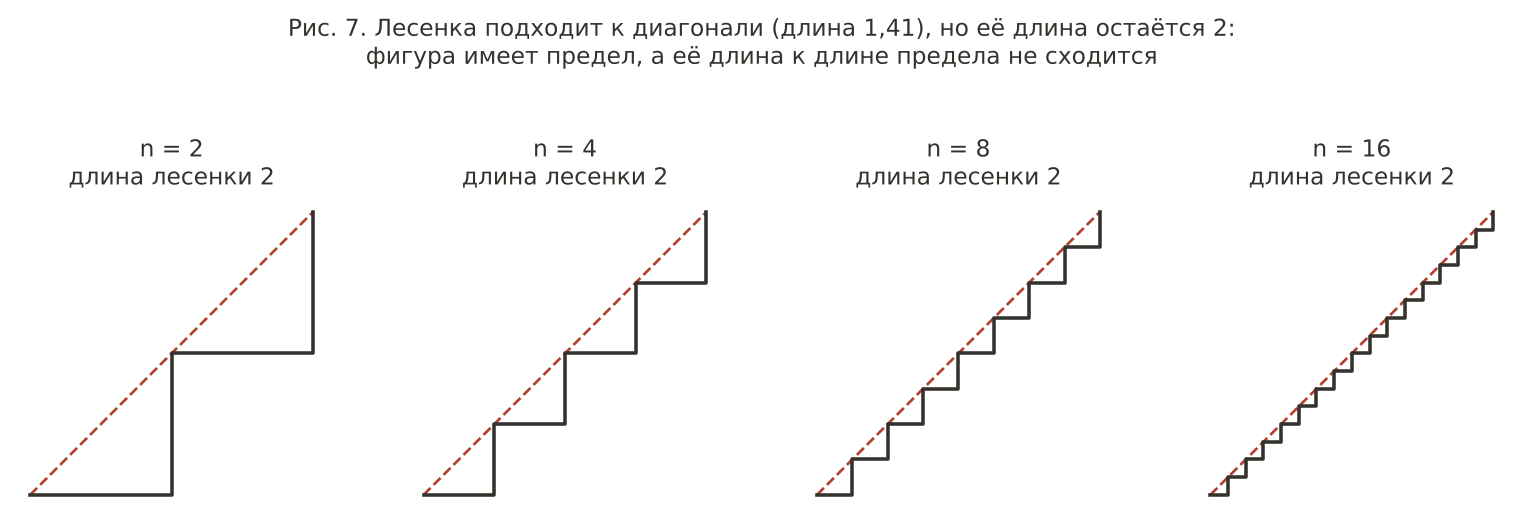 Рис. 7. Лесенка подходит к диагонали (длина 1,41), но её длина остаётся 2:
фигура имеет предел, а её длина к длине предела не сходится
n = 2
длина лесенки 2
n = 4
длина лесенки 2
n = 8
длина лесенки 2
n = 16
длина лесенки 2